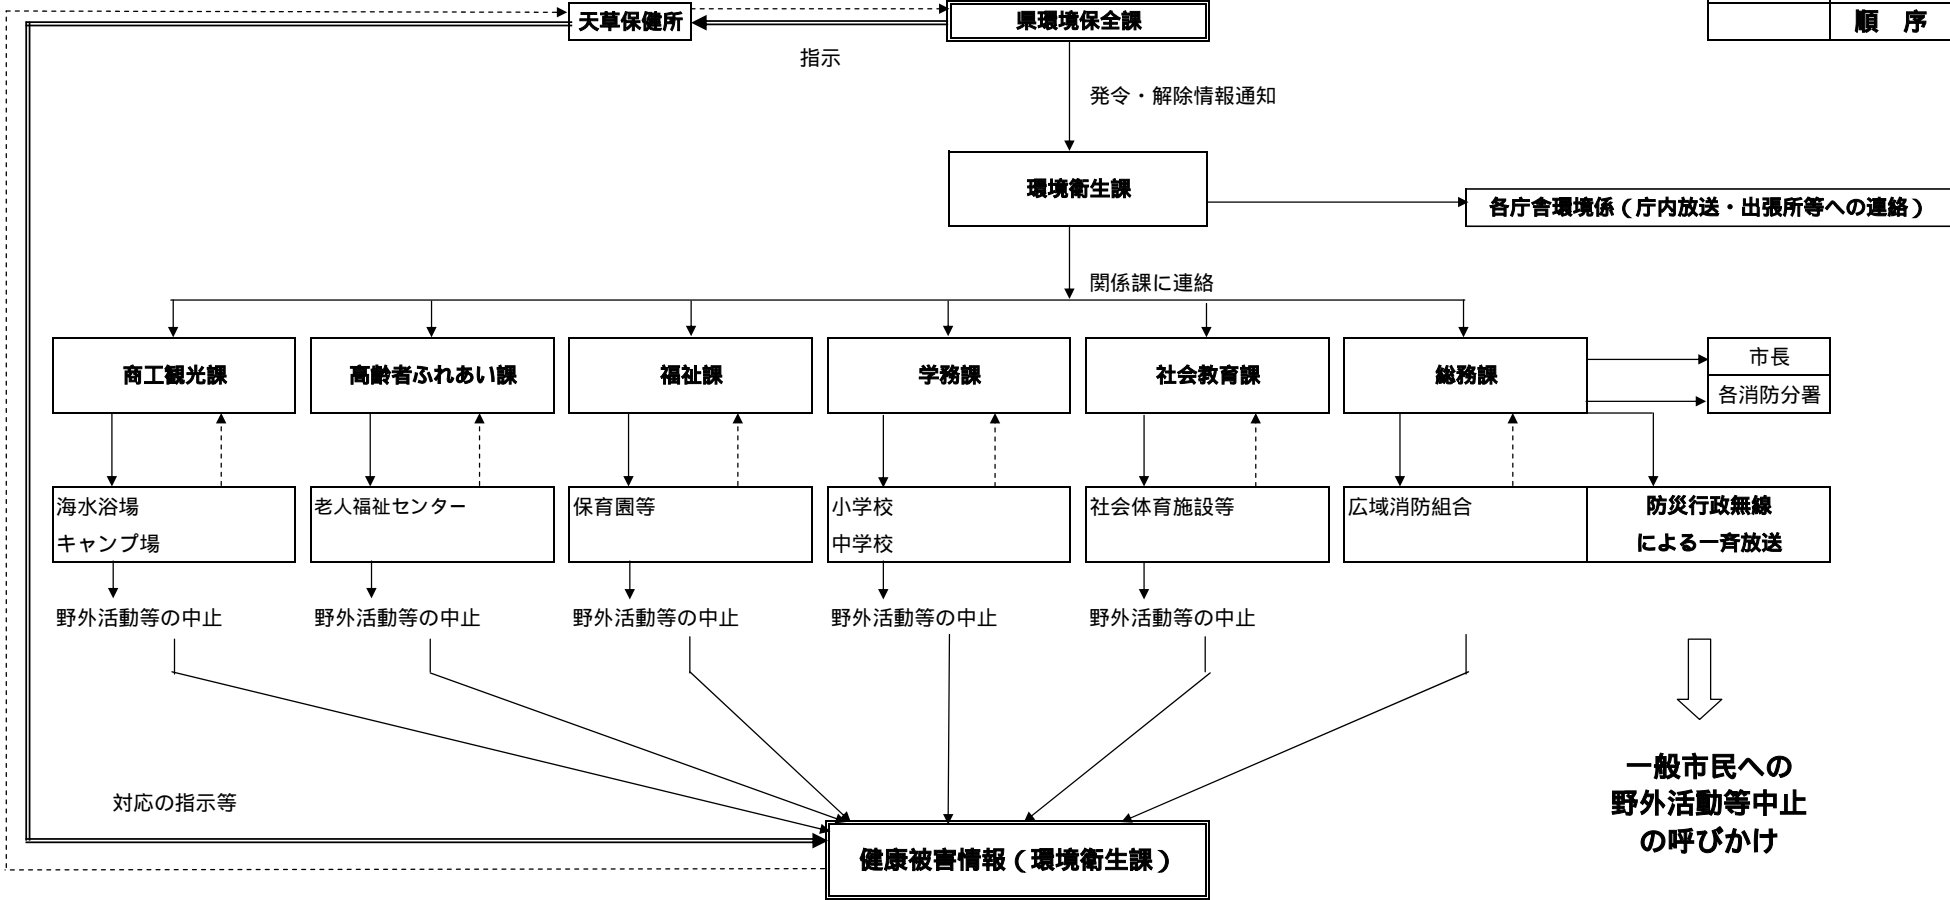 天草保健所
県環境保全課
順　序
指示
発令・解除情報通知
環境衛生課
各庁舎環境係（庁内放送・出張所等への連絡）
関係課に連絡
商工観光課
高齢者ふれあい課
福祉課
学務課
社会教育課
総務課
市長
各消防分署
海水浴場
キャンプ場
老人福祉センター
保育園等
小学校
中学校
社会体育施設等
広域消防組合
防災行政無線
による一斉放送
野外活動等の中止
野外活動等の中止
野外活動等の中止
野外活動等の中止
野外活動等の中止
一般市民への
野外活動等中止
の呼びかけ
対応の指示等
健康被害情報（環境衛生課）